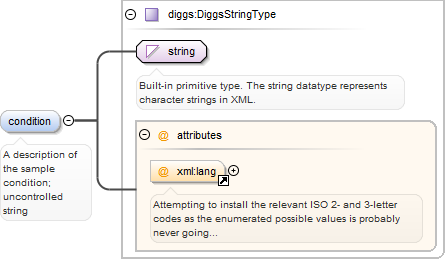 diggs:DiggsStringType
string
Built-in primitive type. The string datatype represents
character strings in XML.
condition
A description of
the sample
condition;
uncontrolled
string
@ attributes
@ xml:lang
Attempting to install the relevant ISO 2- and 3-letter
codes as the enumerated possible values is probably
never going...